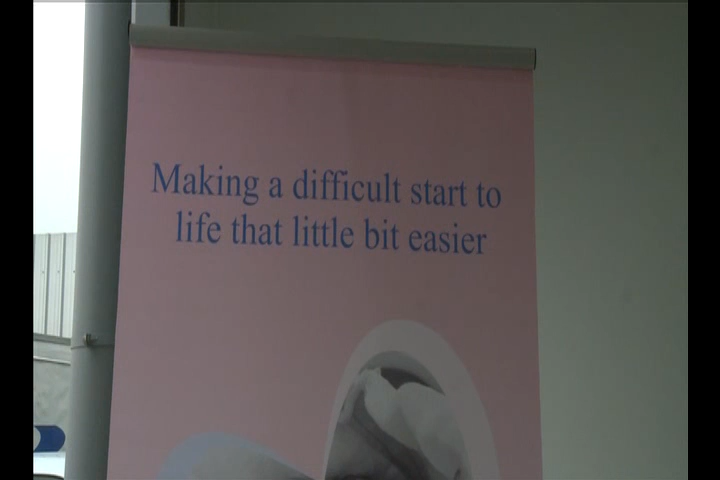 Making a difficult start to
life that little bit easier